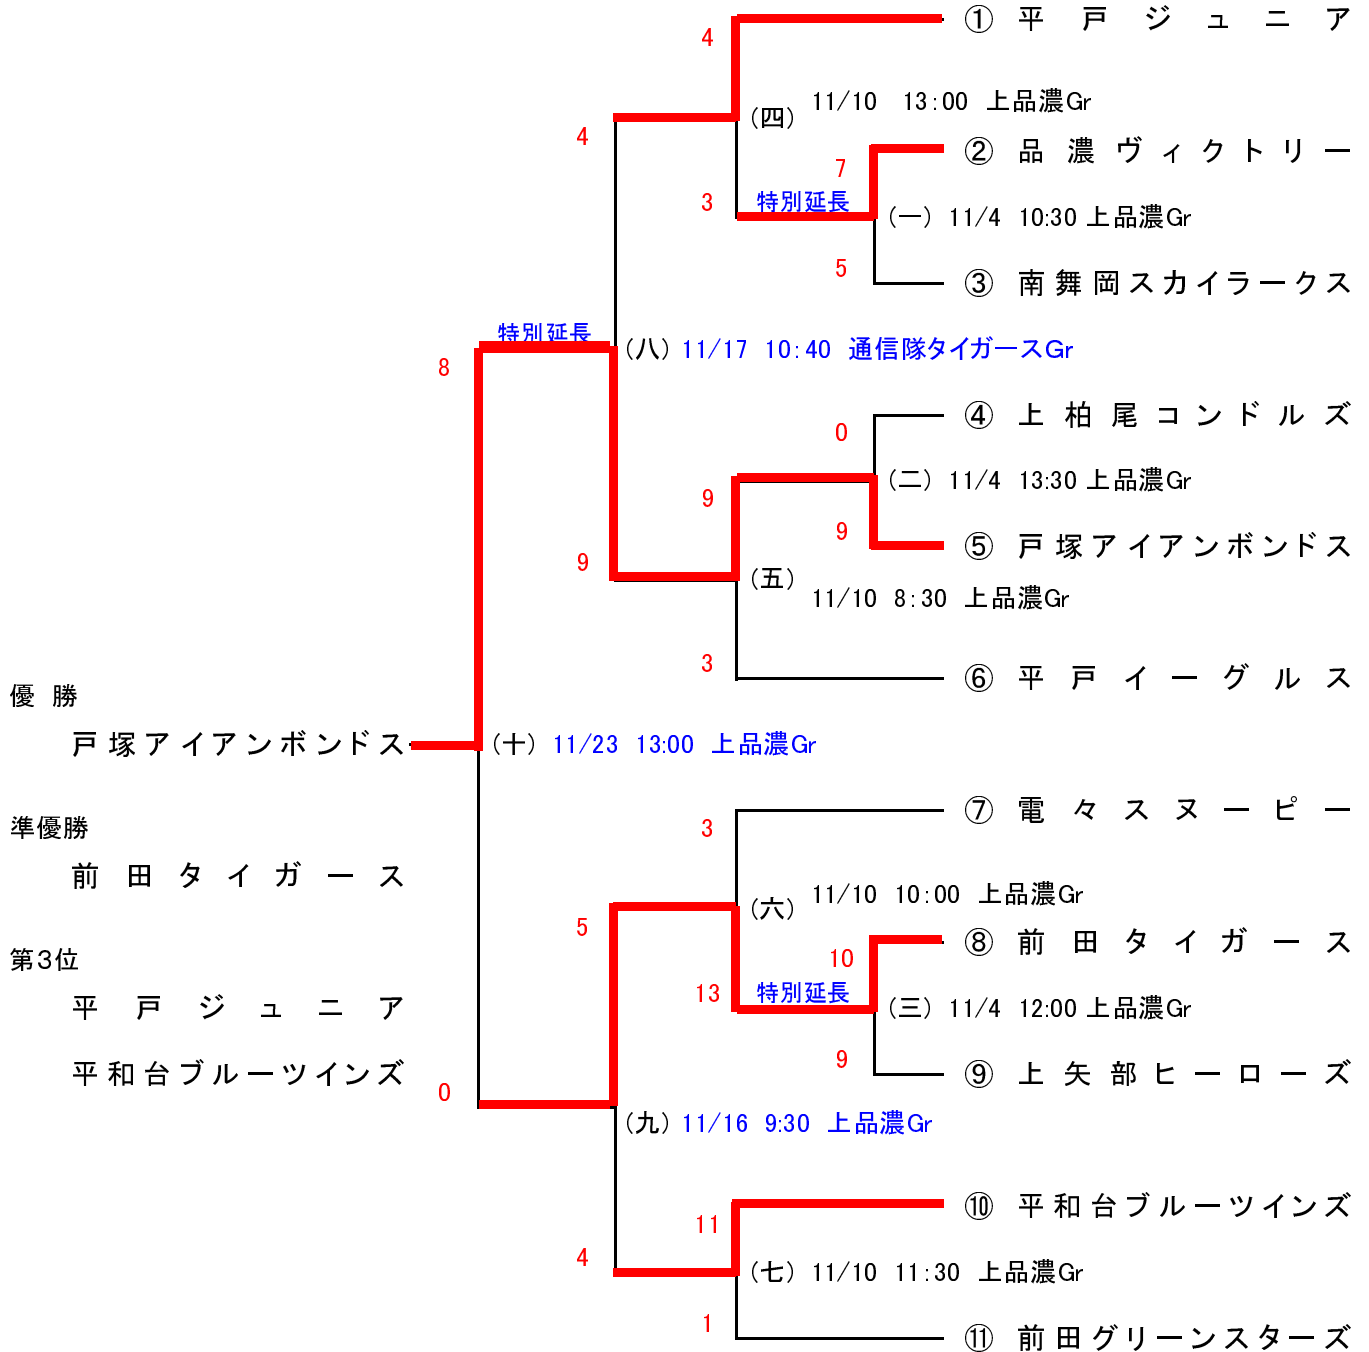 4
① 平戸ジュニア
(四) 11/10 13:00 上品濃Gr
4
7
② 品濃ヴィクトリー
3
特別延長
(一) 11/4 10:30 上品濃Gr
5
③ 南舞岡スカイラークス
特別延長
(八) 11/17 10:40 通信隊タイガースGr
8
0
④ 上柏尾コンドルズ
9
(二) 11/4 13:30 上品濃Gr
9
⑤ 戸塚アイアンボンドス
9
(五) 11/10 8:30 上品濃Gr
3
⑥ 平戸イーグルス
優勝
戸塚アイアンボンドス
(十) 11/23 13:00 上品濃Gr
3
⑦ 電々スヌーピー
準優勝
前田タイガース
(六) 11/10 10:00 上品濃Gr
5
10
⑧ 前田タイガース
第3位
13
特別延長
(三) 11/4 12:00 上品濃Gr
平戸ジュニア
9
⑨ 上矢部ヒーローズ
平和台ブルーツインズ
0
(九) 11/16 9:30 上品濃Gr
11
⑩ 平和台ブルーツインズ
4
(七) 11/10 11:30 上品濃Gr
1
⑪ 前田グリーンスターズ